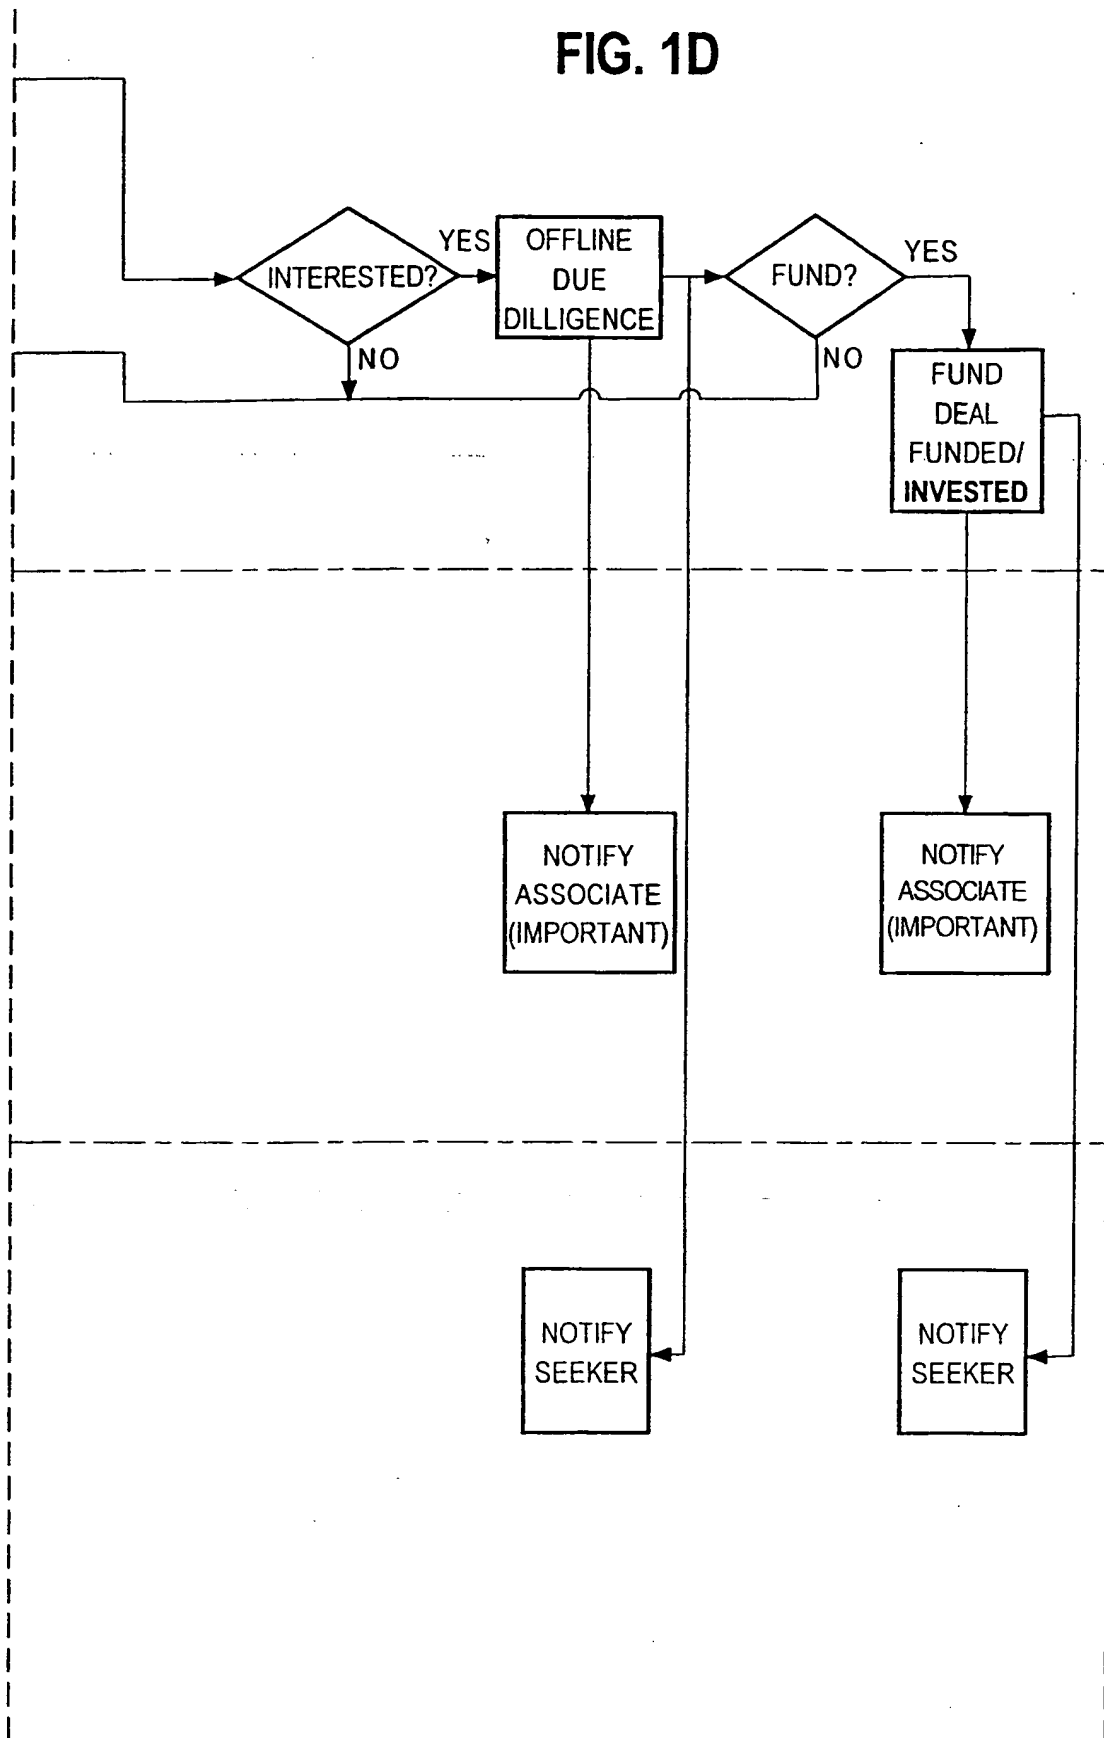 FIG. 1D
INTERESTED?
YES
NO
OFFLINE
DUE
DILLIGENCE
FUND?
YES
NO
FUND
DEAL
FUNDED/
INVESTED
NOTIFY
ASSOCIATE
(IMPORTANT)
NOTIFY
ASSOCIATE
(IMPORTANT)
NOTIFY
SEEKER
NOTIFY
SEEKER